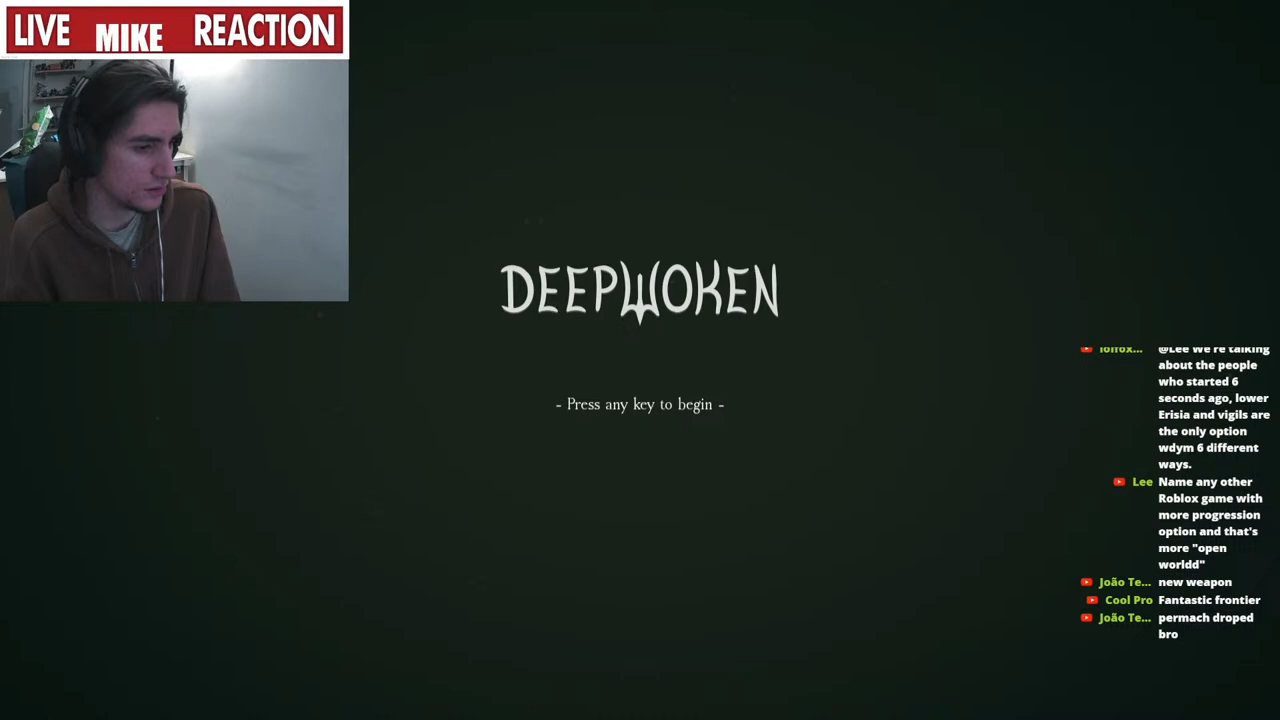 LIVE MIKE REACTION
DEEPWOKEN
- Press any key to begin -
@Lee we're talking
about the people
who started 6
seconds ago, lower
Erisia and vigils are
the only option
wdym 6 different
ways.
Lee Name any other
Roblox game with
more progression
option and that's
more "open
worldd"
João Te... new weapon
Cool Pro Fantastic frontier
João Te... permach droped
bro